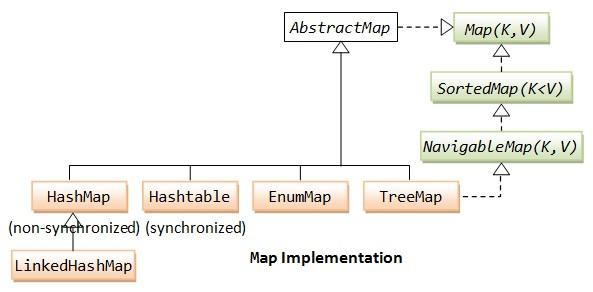 AbstractMap
Map(K,V)
SortedMap(K<V)
NavigableMap(K,V)
HashMap
Hashtable
EnumMap
TreeMap
(non-synchronized)
(synchronized)
LinkedHashMap
Map Implementation